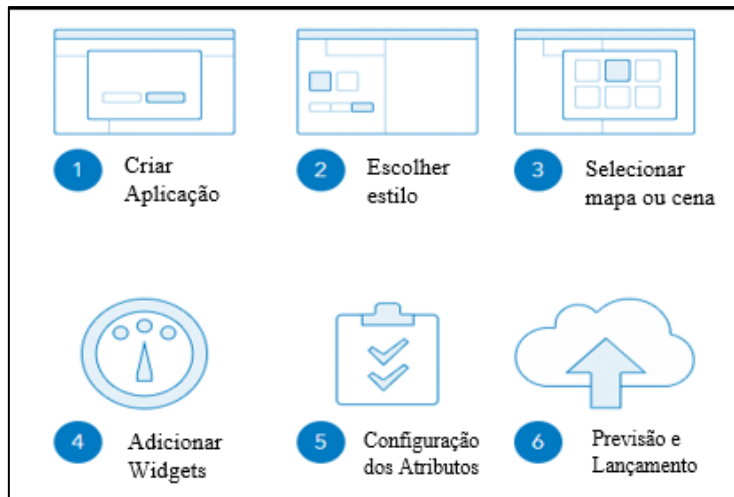 1 Criar
Aplicação
2 Escolher
estilo
3 Selecionar
mapa ou cena
4 Adicionar
Widgets
5 Configuração
dos Atributos
6 Previsão e
Lançamento